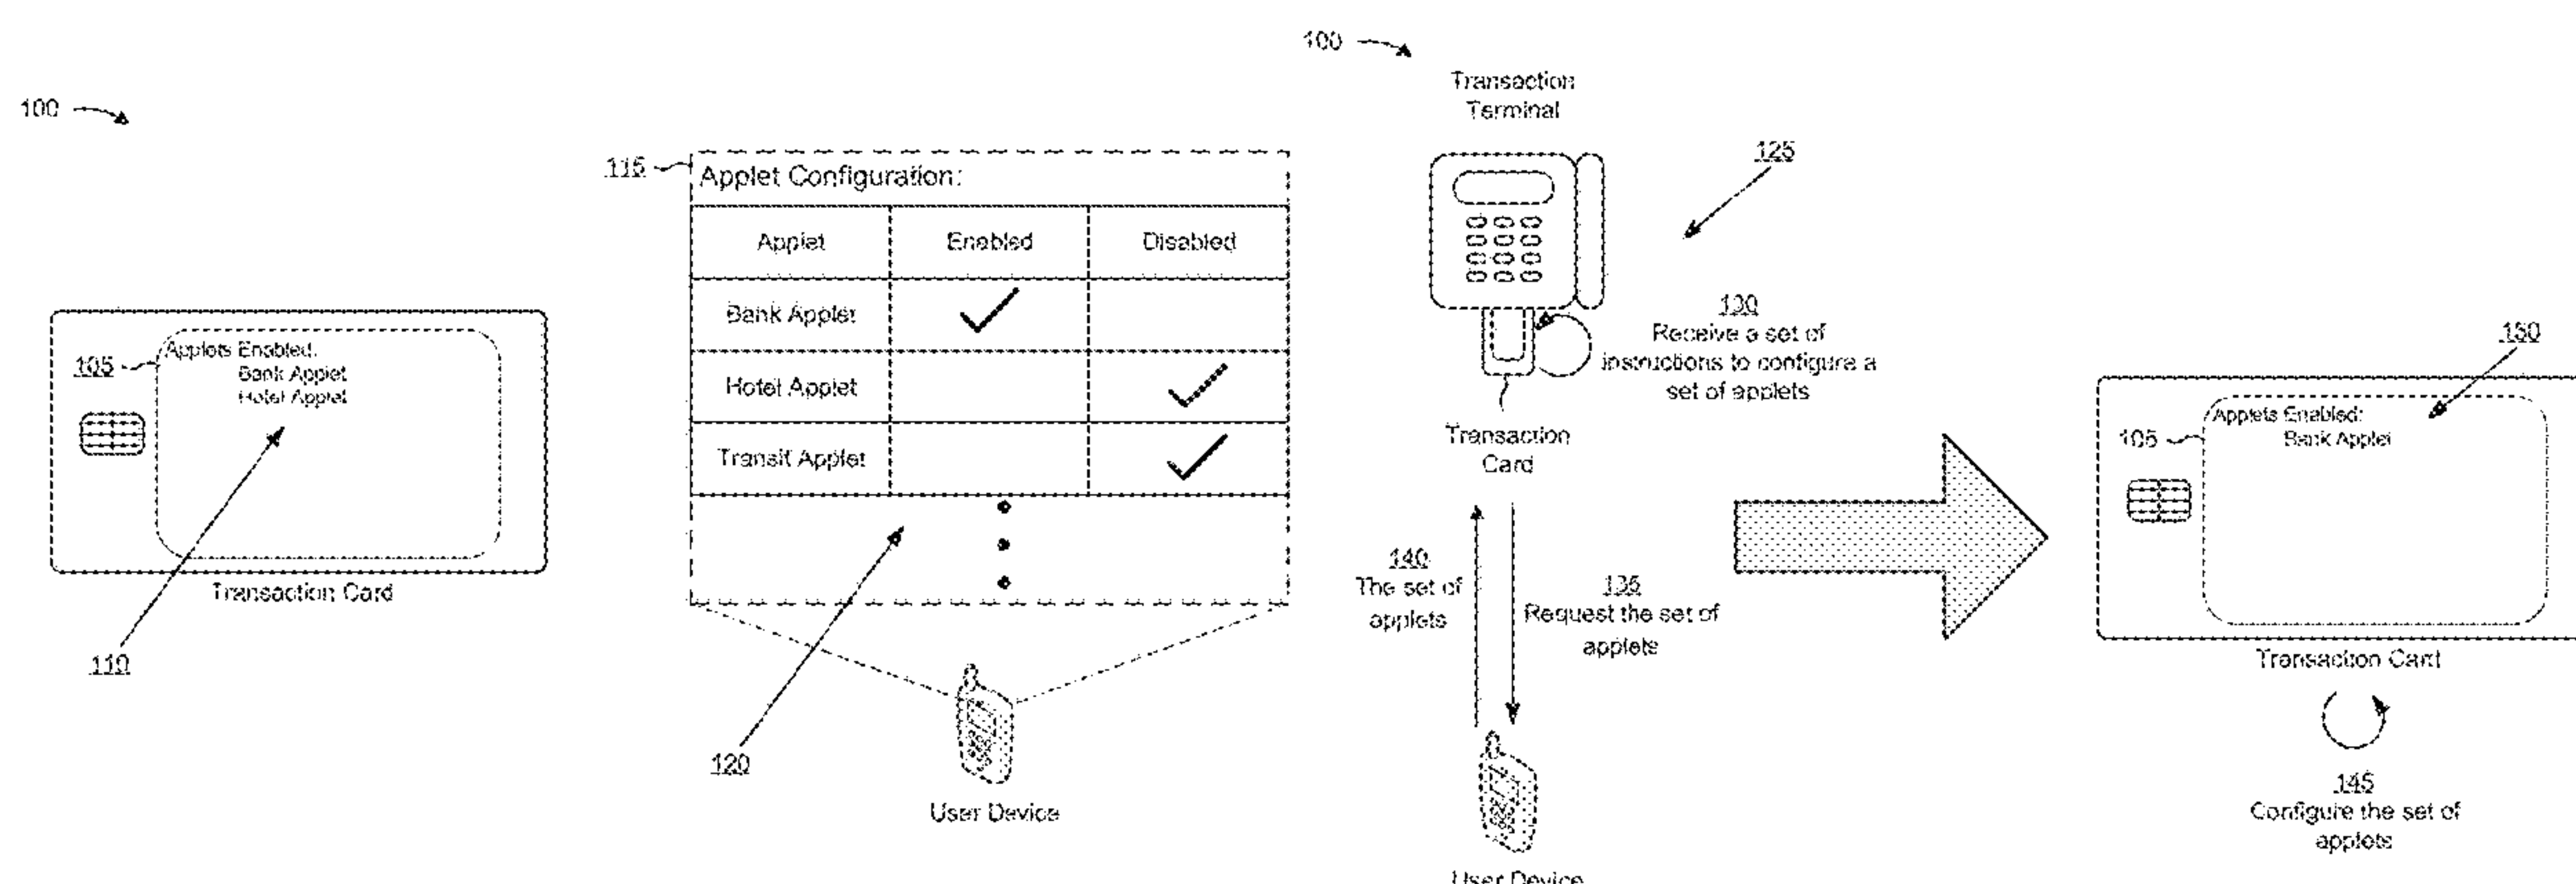 100
105
Applets Enabled:
Bank Applet
Hotel Applet
Transaction Card
110
115
Applet Configuration:
Applet Enabled Disabled
Bank Applet
Hotel Applet
Transit Applet
120
User Device
100
Transaction
Terminal
125
130
Receive a set of
instructions to configure a
set of applets
Transaction
Card
140
The set of
applets
135
Request the set of
applets
User Device
150
105
Applets Enabled:
Bank Applet
Transaction Card
145
Configure the set of
applets